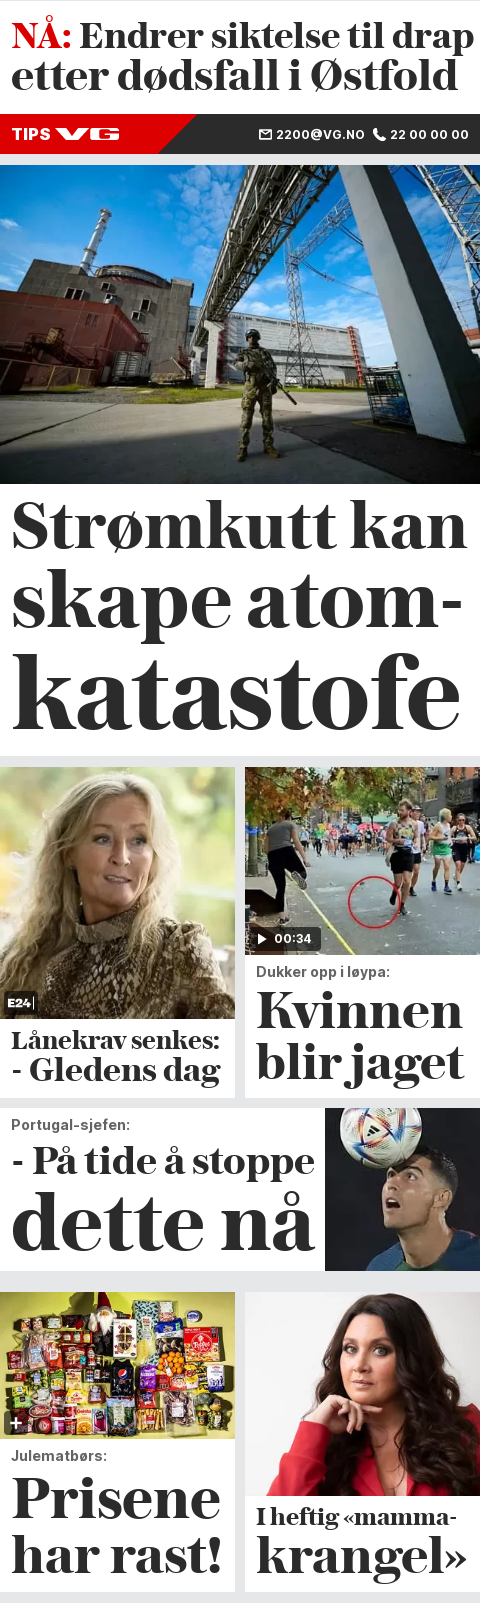 NÅ: Endrer siktelse til drap
etter dødsfall i Østfold
TIPS VG
2200@VG.NO 22 00 00 00
Strømkutt kan
skape atom-
katastofe
E24
Lånekrav senkes:
- Gledens dag
00:34
Dukker opp i løypa:
Kvinnen
blir jaget
Portugal-sjefen:
- På tide å stoppe
dette nå
+
Julematbørs:
Prisene
har rast!
I heftig «mamma-
krangel»